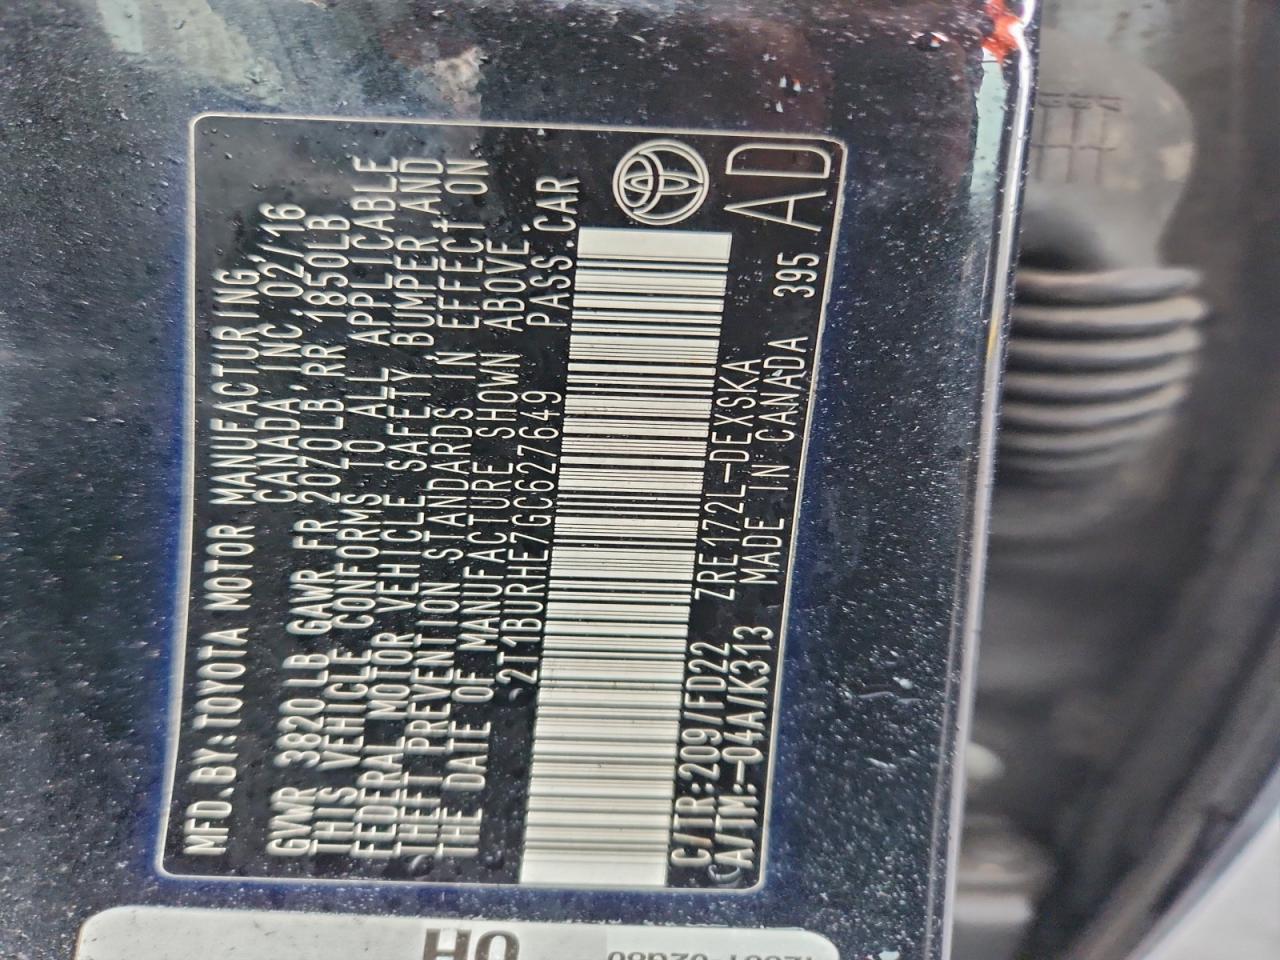 MFD.BY:TOYOTA MOTOR MANUFACTURING,
CANADA, INC. 02/16
GVWR 3820LB GAWR FR 2070LB,RR 1850LB
THIS VEHICLE CONFORMS TO ALL APPLICABLE
FEDERAL MOTOR VEHICLE SAFETY, BUMPER AND
THEFT PREVENTION STANDARDS IN EFFECT ON
THE DATE OF MANUFACTURE SHOWN ABOVE.
2T1BURHE7GC627649 PASS.CAR
C/TR:209/FD22 ZRE172L-DEXSKA
A/TM:-04A/K313 MADE IN CANADA 395 AD